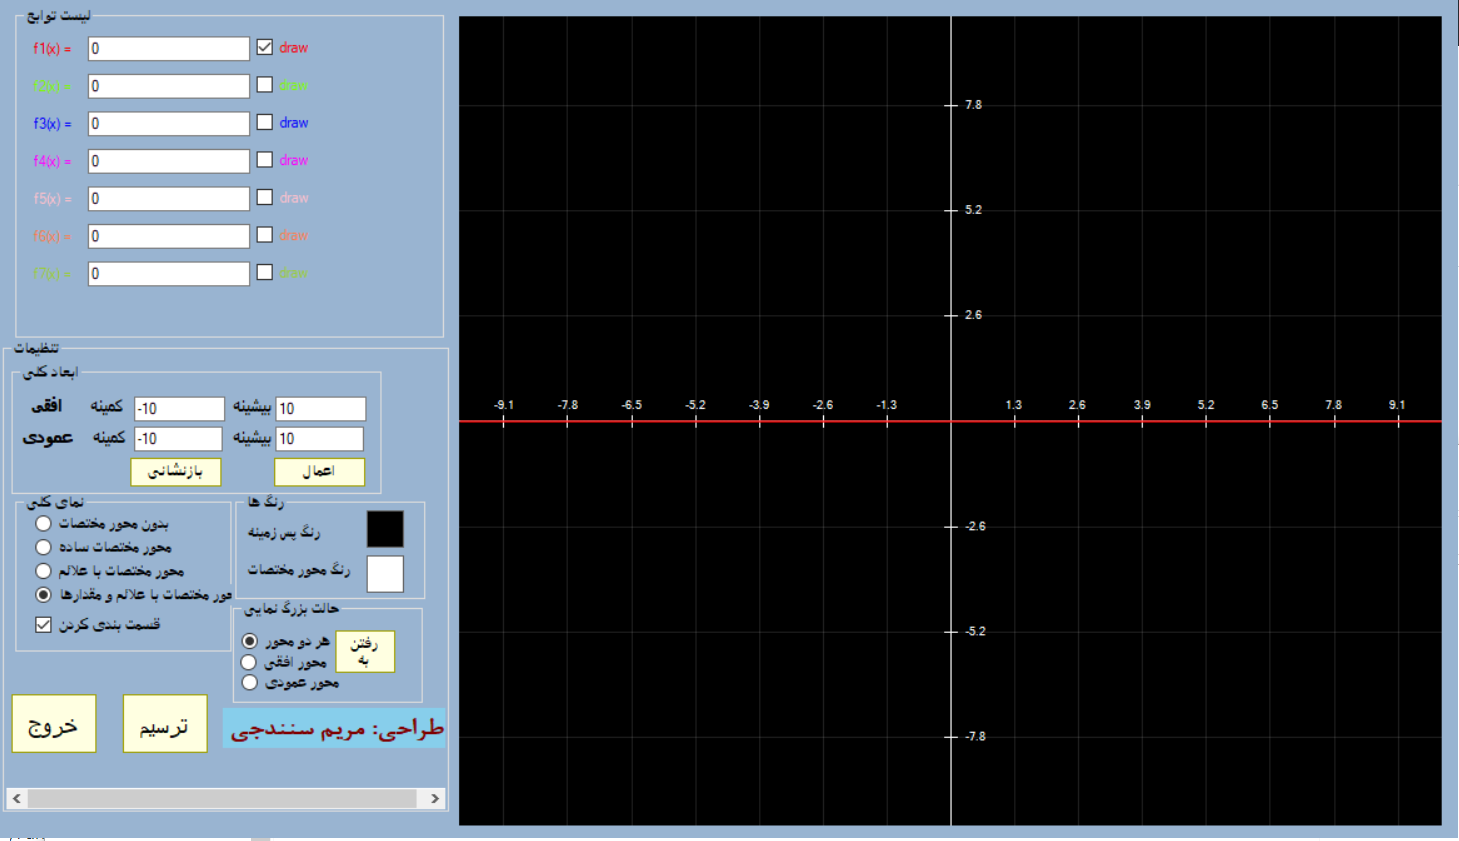 لیست توابع
f1(x) = 0 draw
f2(x) = 0 draw
f3(x) = 0 draw
f4(x) = 0 draw
f5(x) = 0 draw
f6(x) = 0 draw
f7(x) = 0 draw
تنظیمات
ابعاد کلی
افقی کمینه -10 بیشینه 10
عمودی کمینه -10 بیشینه 10
بازنشانی اعمال
نمای کلی
بدون محور مختصات
محور مختصات ساده
محور مختصات با علائم
حور مختصات با علائم و مقدارها
قسمت بندی کردن
رنگ ها
رنگ پس زمینه
رنگ محور مختصات
حالت بزرگ نمایی
هر دو محور
محور افقی
محور عمودی
رفتن
به
خروج
ترسیم
طراحی: مریم سنندجی
7.8
5.2
2.6
-9.1 -7.8 -6.5 -5.2 -3.9 -2.6 -1.3 1.3 2.6 3.9 5.2 6.5 7.8 9.1
-2.6
-5.2
-7.8